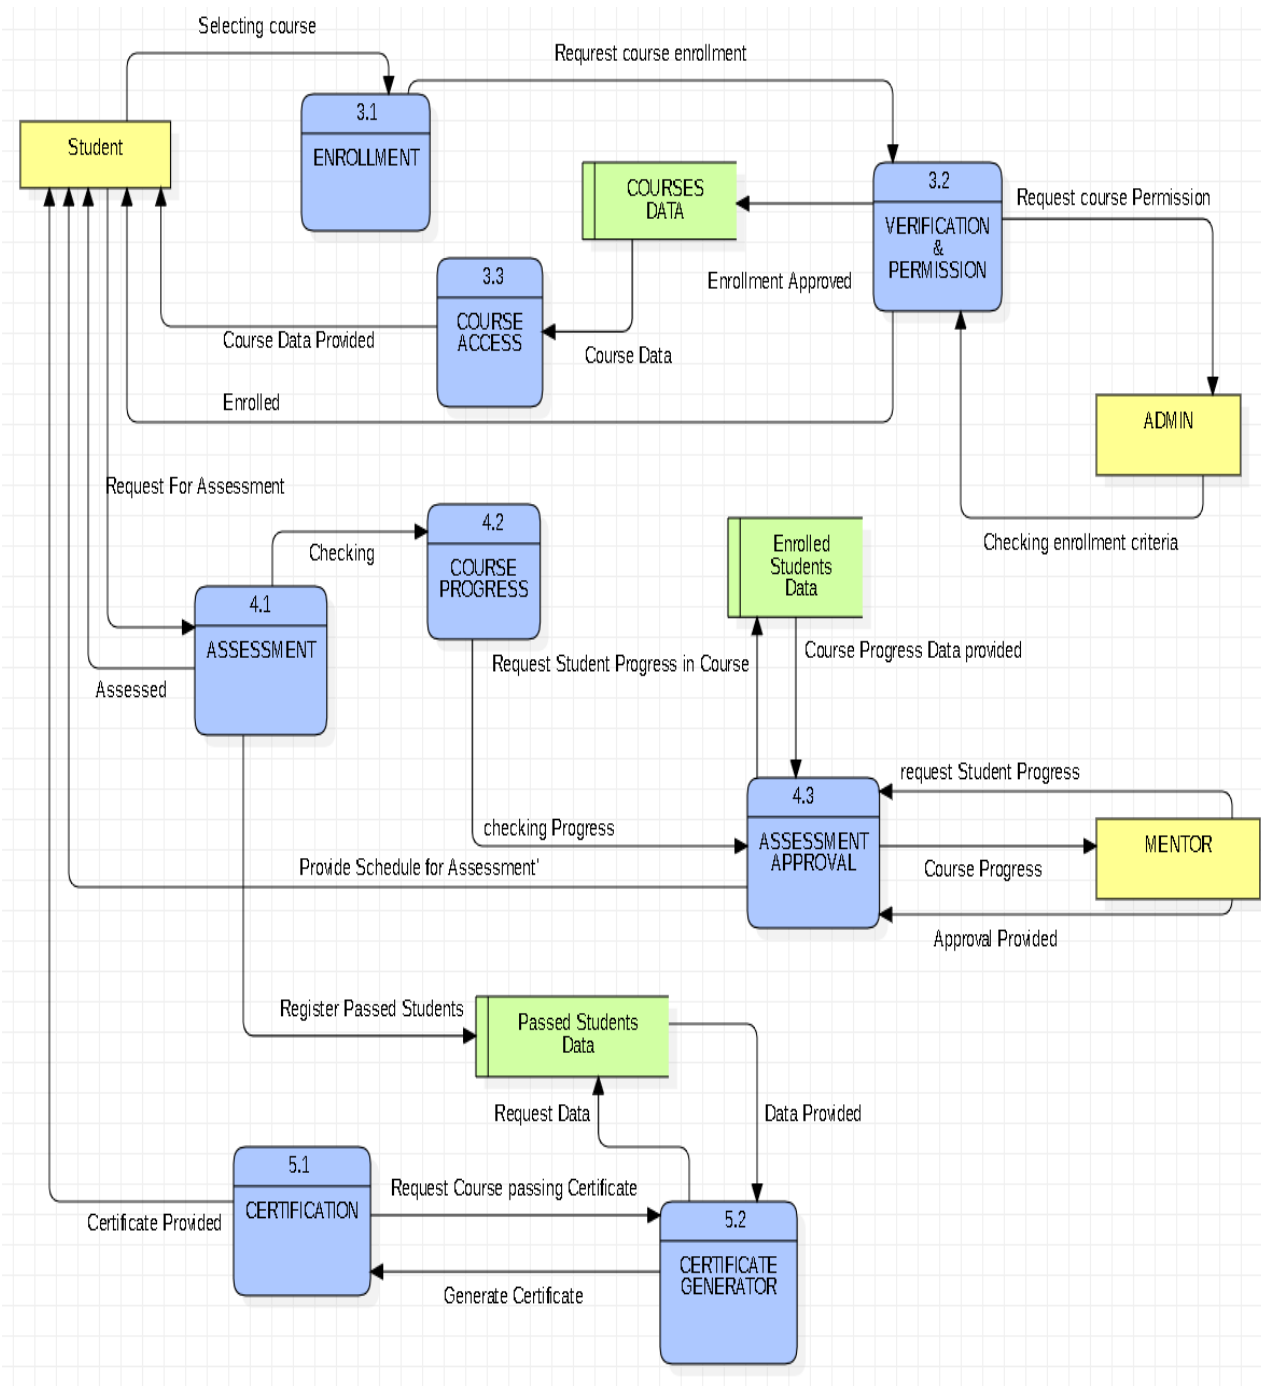 Selecting course
Requrest course enrollment
3.1
ENROLLMENT
Student
COURSES
DATA
3.2
VERIFICATION
&
PERMISSION
Request course Permission
3.3
COURSE
ACCESS
Enrollment Approved
Course Data Provided
Course Data
Enrolled
ADMIN
Request For Assessment
Checking
4.2
COURSE
PROGRESS
Enrolled
Students
Data
Checking enrollment criteria
4.1
ASSESSMENT
Request Student Progress in Course
Course Progress Data provided
Assessed
4.3
ASSESSMENT
APPROVAL
request Student Progress
checking Progress
MENTOR
Provide Schedule for Assessment'
Course Progress
Approval Provided
Register Passed Students
Passed Students
Data
Request Data
Data Provided
5.1
CERTIFICATION
Request Course passing Certificate
Certificate Provided
5.2
CERTIFICATE
GENERATOR
Generate Certificate